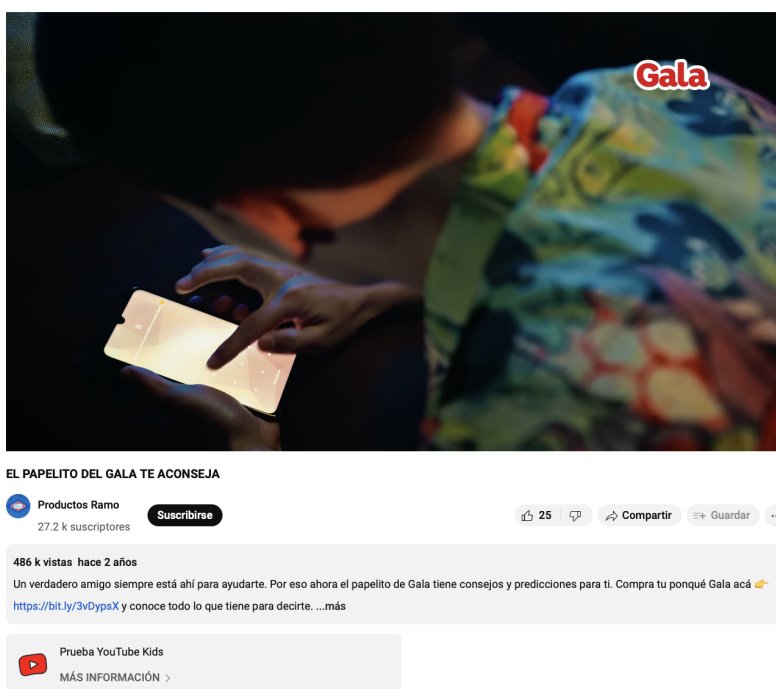 Gala
EL PAPELITO DEL GALA TE ACONSEJA
Productos Ramo
27.2 k suscriptores
Suscribirse
25
Compartir
Guardar
486 k vistas hace 2 años
Un verdadero amigo siempre está ahí para ayudarte. Por eso ahora el papelito de Gala tiene consejos y predicciones para ti. Compra tu ponqué Gala acá 👉
https://bit.ly/3vDypsX y conoce todo lo que tiene para decirte. ...más
Prueba YouTube Kids
MÁS INFORMACIÓN